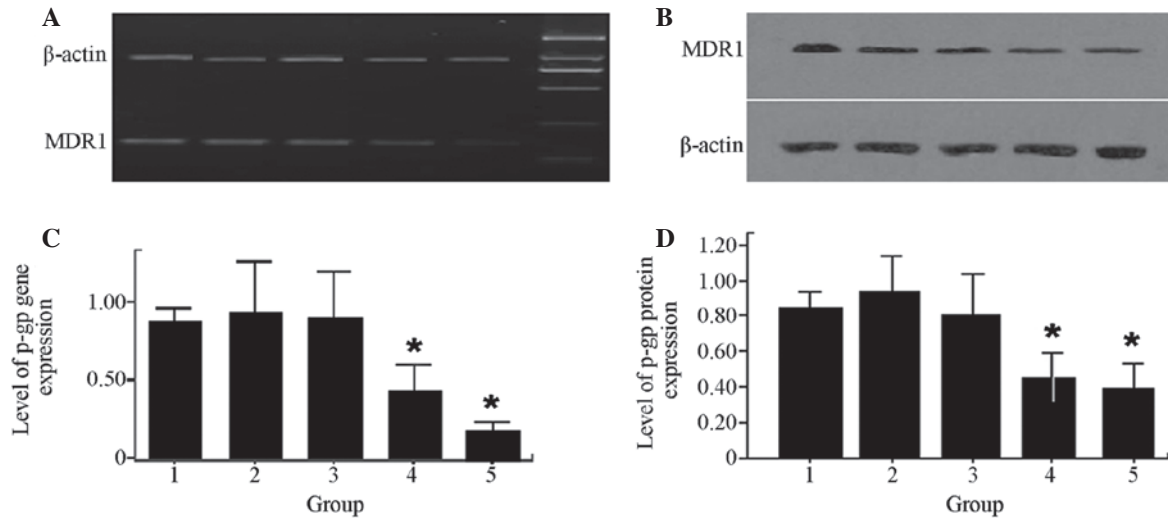 A
β-actin
MDR1
B
MDR1
β-actin
C
Level of p-gp gene
expression
1.00
0.50
0
*
*
1 2 3 4 5
Group
D
Level of p-gp protein
expression
1.20
1.00
0.80
0.60
0.40
0.20
0
*
*
1 2 3 4 5
Group